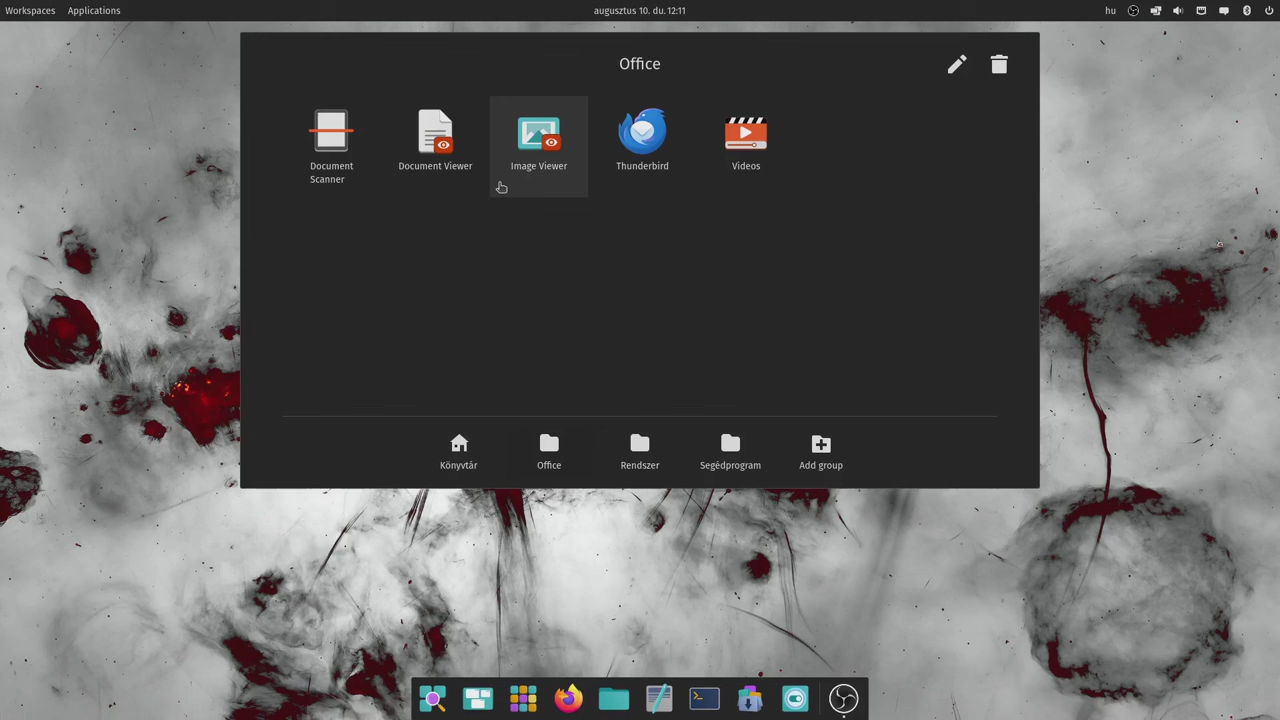 Workspaces Applications augusztus 10. du. 12:11 hu
Office
Document
Scanner
Document Viewer
Image Viewer
Thunderbird
Videos
Könyvtár Office Rendszer Segédprogram Add group